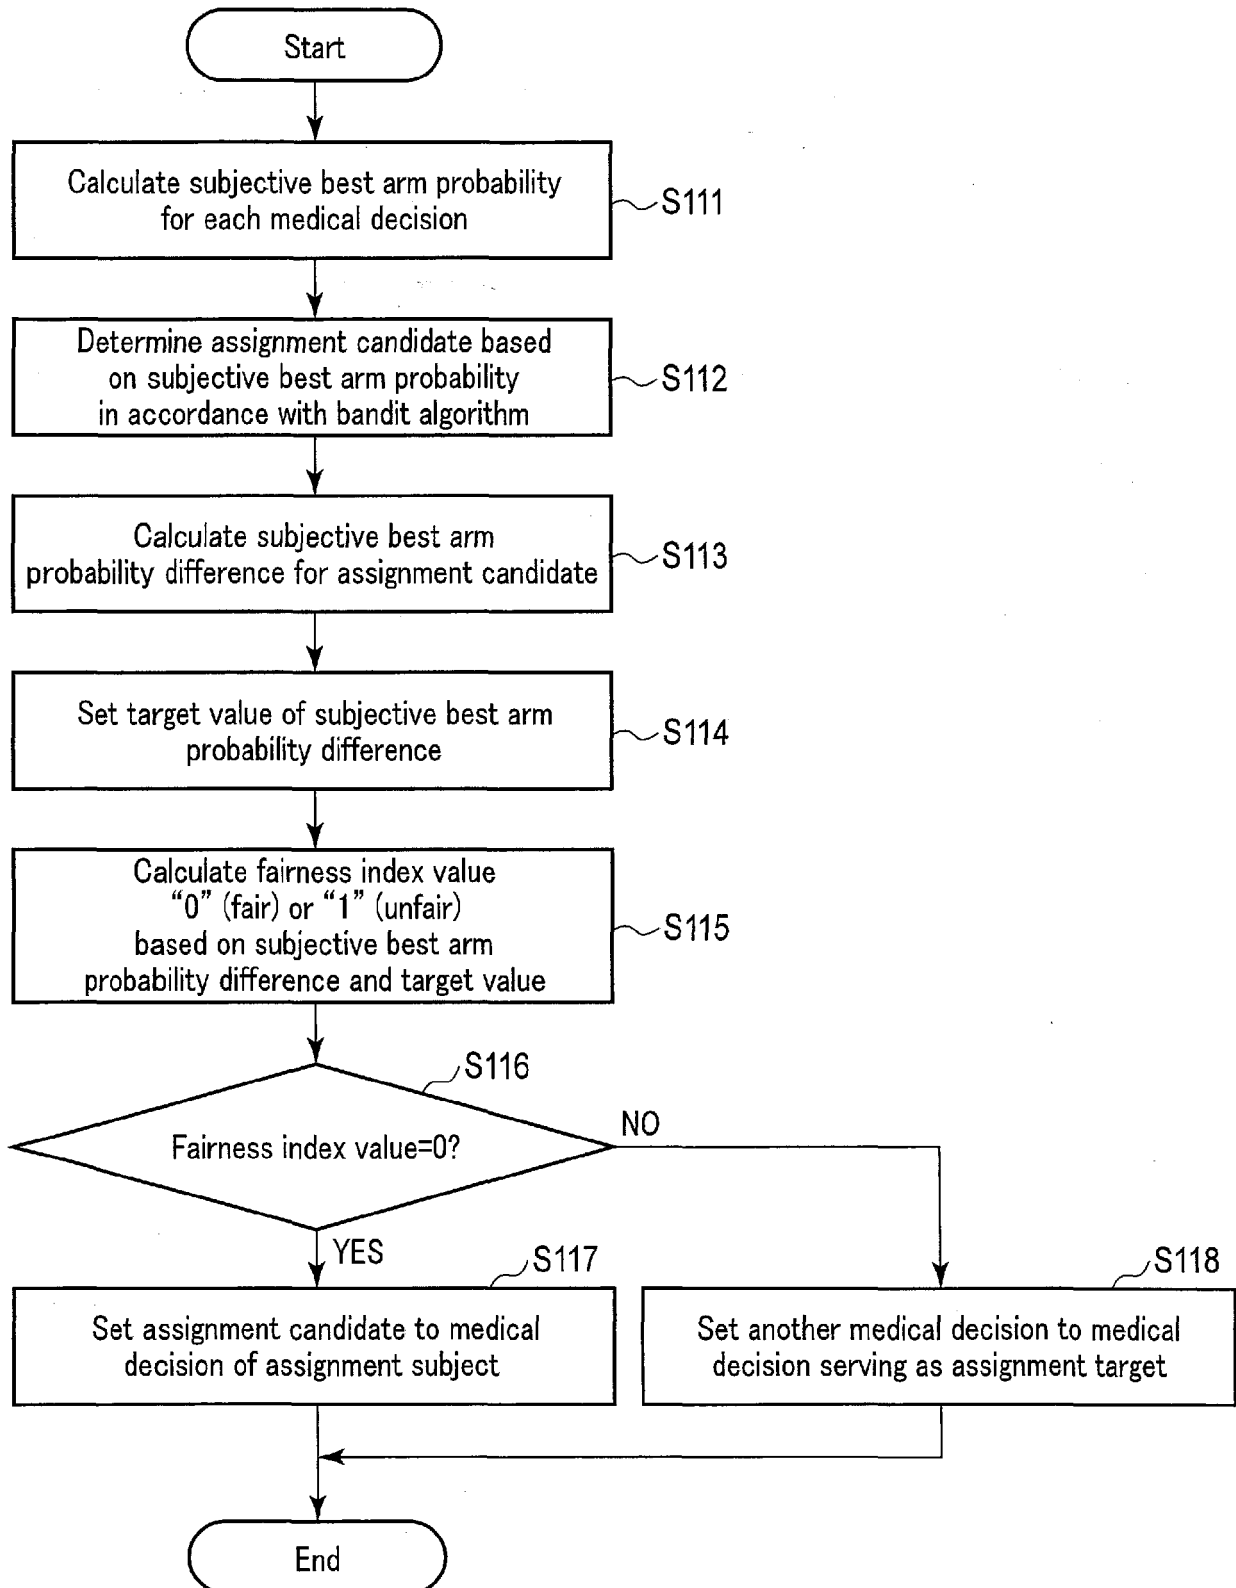 Start
Calculate subjective best arm probability
for each medical decision
S111
Determine assignment candidate based
on subjective best arm probability
in accordance with bandit algorithm
S112
Calculate subjective best arm
probability difference for assignment candidate
S113
Set target value of subjective best arm
probability difference
S114
Calculate fairness index value
“0” (fair) or “1” (unfair)
based on subjective best arm
probability difference and target value
S115
S116
Fairness index value=0?
NO
YES
S117
Set assignment candidate to medical
decision of assignment subject
S118
Set another medical decision to medical
decision serving as assignment target
End